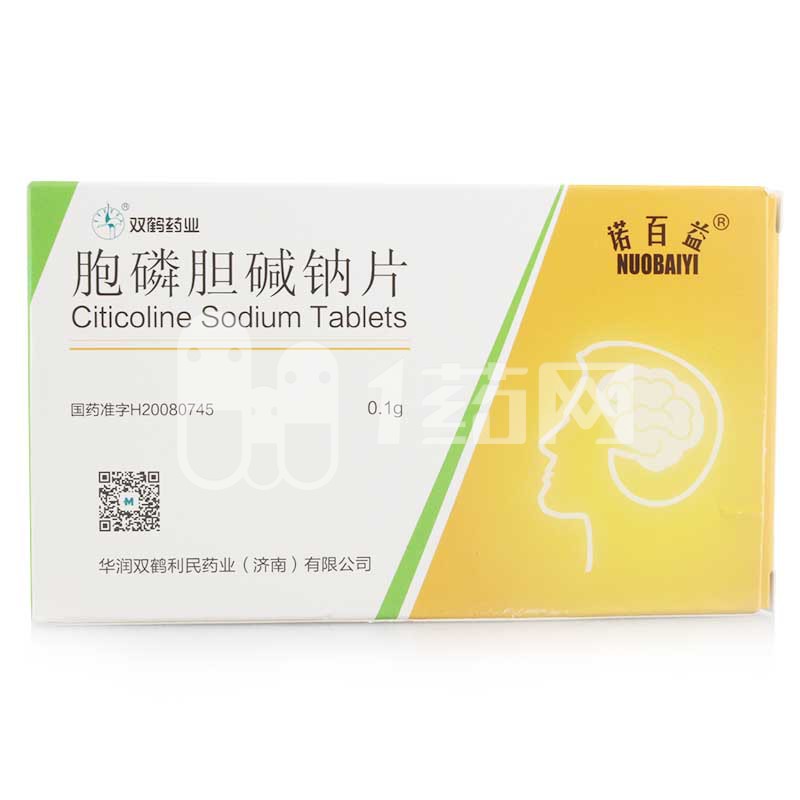 双鹤药业
胞磷胆碱钠片
Citicoline Sodium Tablets
国药准字H20080745
0.1g
华润双鹤利民药业(济南)有限公司
诺百益®
NUOBAIYI
1药网